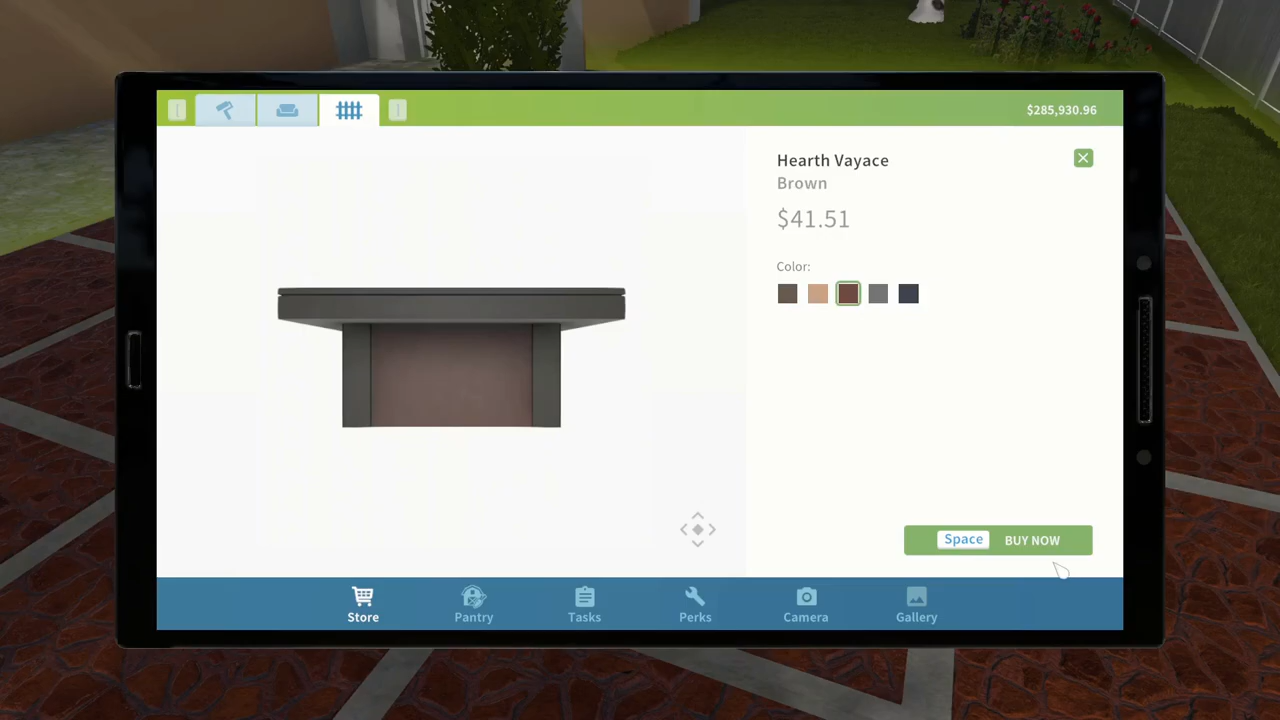 $285,930.96
Hearth Vayace
Brown
$41.51
Color:
Space BUY NOW
Store Pantry Tasks Perks Camera Gallery